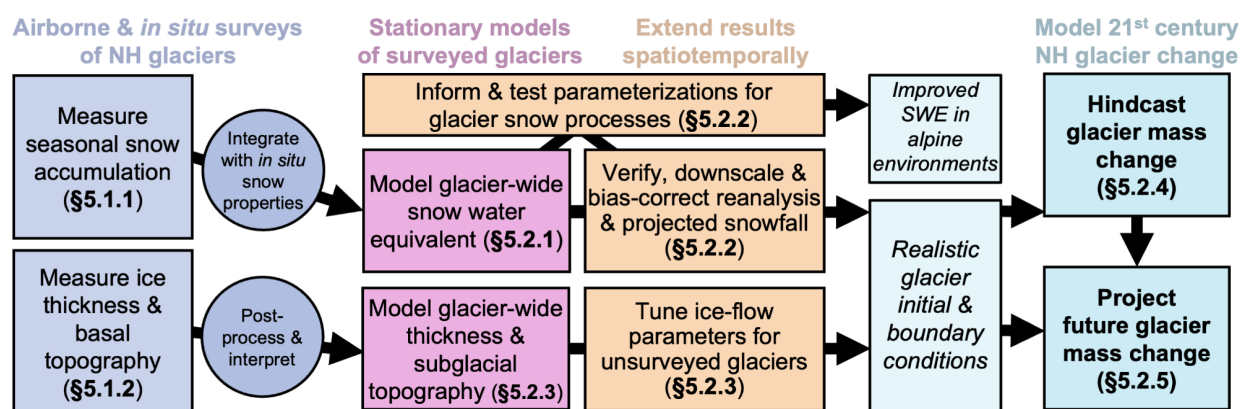 Airborne & in situ surveys
of NH glaciers
Stationary models
of surveyed glaciers
Extend results
spatiotemporally
Model 21st century
NH glacier change
Measure
seasonal snow
accumulation
(§5.1.1)
Integrate
with in situ
snow
properties
Inform & test parameterizations for
glacier snow processes (§5.2.2)
Model glacier-wide
snow water
equivalent (§5.2.1)
Verify, downscale &
bias-correct reanalysis
& projected snowfall
(§5.2.2)
Improved
SWE in
alpine
environments
Hindcast
glacier mass
change
(§5.2.4)
Measure ice
thickness &
basal
topography
(§5.1.2)
Post-
process &
interpret
Model glacier-wide
thickness &
subglacial
topography (§5.2.3)
Tune ice-flow
parameters for
unsurveyed glaciers
(§5.2.3)
Realistic
glacier
initial &
boundary
conditions
Project
future glacier
mass change
(§5.2.5)